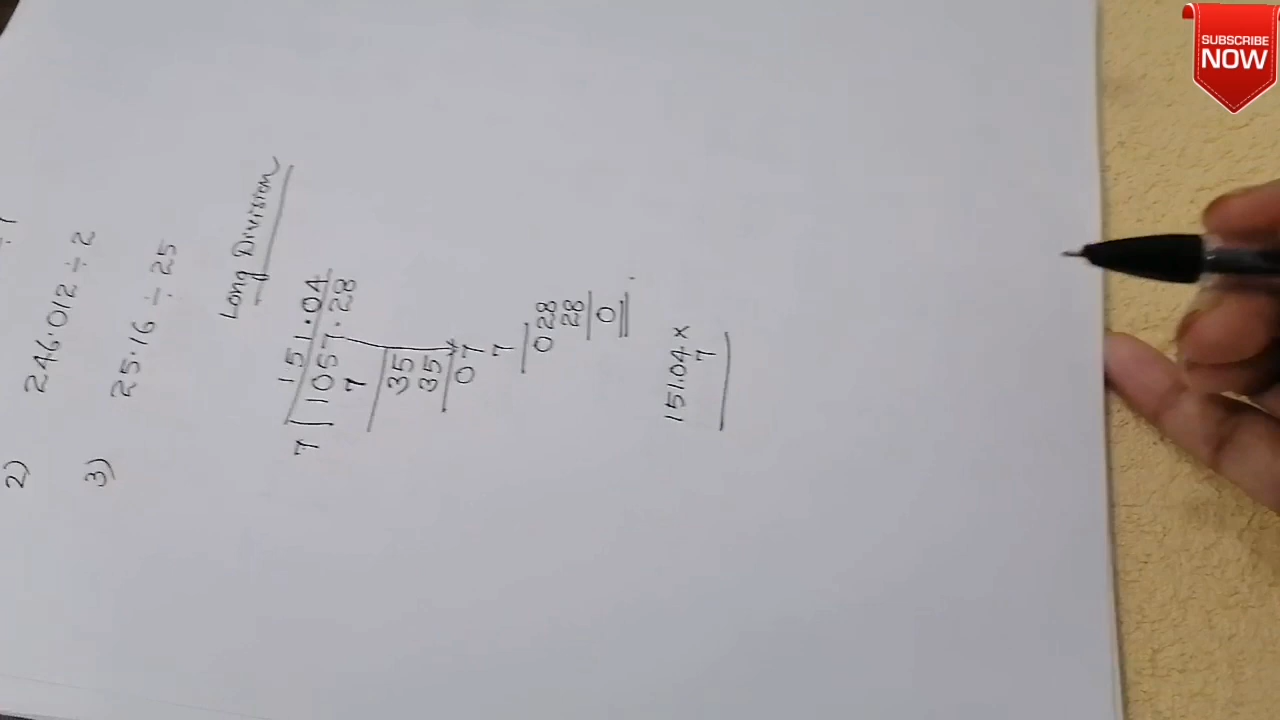 2) 246.012 ÷ 2
3) 25.16 ÷ 25
Long Division
151.04
7 1057.28
7
35
35
07
7
028
28
0
151.04 x
7
SUBSCRIBE
NOW